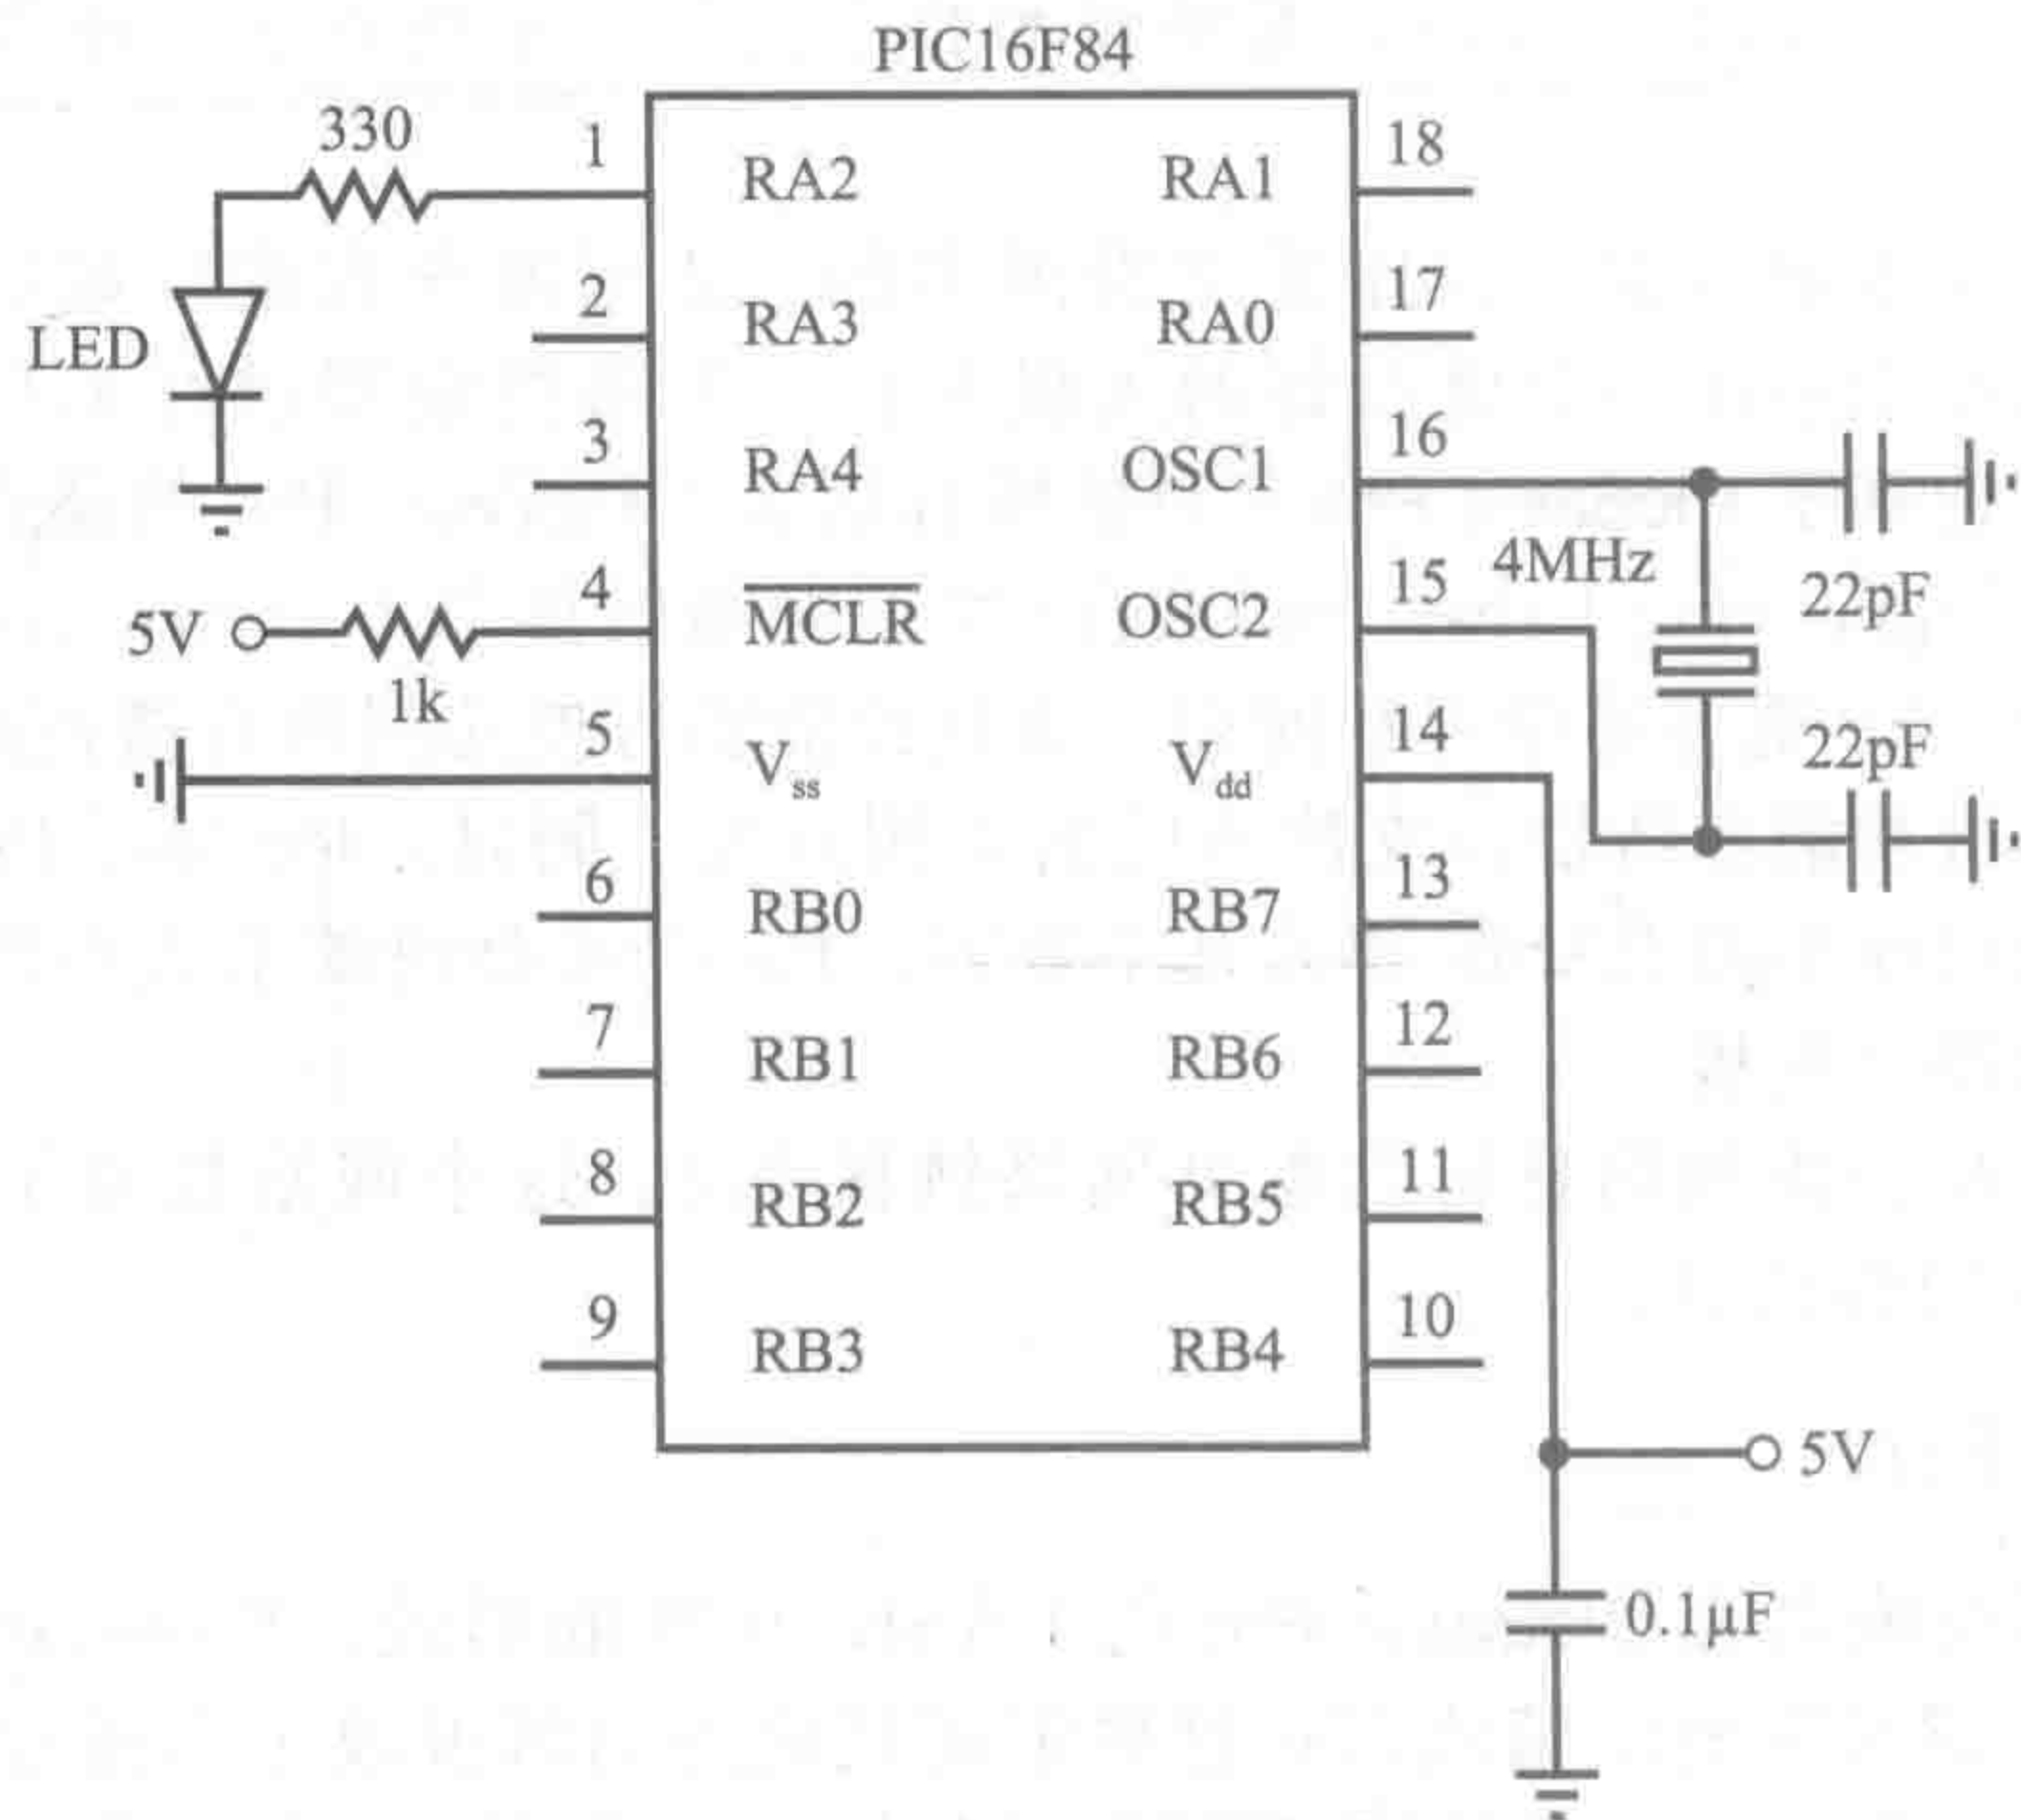 PIC16F84
330
1 RA2 RA1 18
LED
2 RA3 RA0 17
3 RA4 OSC1 16
4MHz
22pF
5V
1k
4 MCLR OSC2 15
5 Vss Vdd 14
22pF
6 RB0 RB7 13
7 RB1 RB6 12
8 RB2 RB5 11
9 RB3 RB4 10
5V
0.1µF